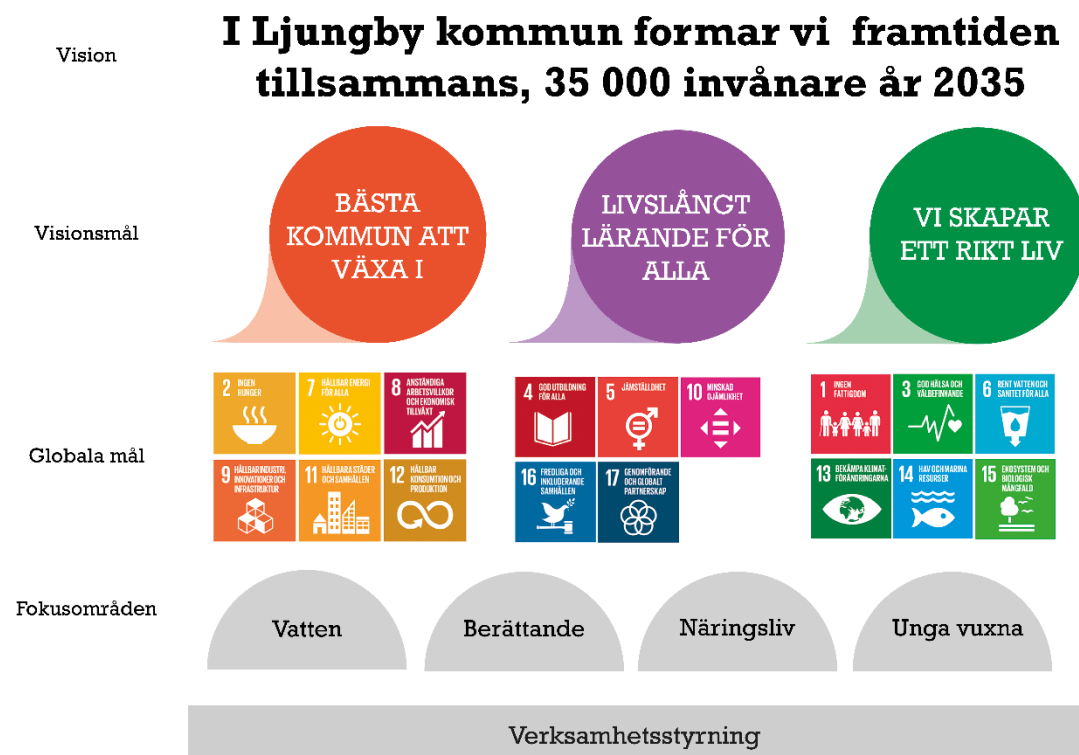 Vision
I Ljungby kommun formar vi framtiden
tillsammans, 35 000 invånare år 2035
Visionsmål
BÄSTA
KOMMUN ATT
VÄXA I
LIVSLÅNGT
LÄRANDE FÖR
ALLA
VI SKAPAR
ETT RIKT LIV
Globala mål
2 INGEN
HUNGER
7 HÅLLBAR ENERGI
FÖR ALLA
8 ANSTÄNDIGA
ARBETSVILLKOR
OCH EKONOMISK
TILLVÄXT
9 HÅLLBAR INDUSTRI,
INNOVATIONER OCH
INFRASTRUKTUR
11 HÅLLBARA STÄDER
OCH SAMHÄLLEN
12 HÅLLBAR
KONSUMTION OCH
PRODUKTION
4 GOD UTBILDNING
FÖR ALLA
5 JÄMSTÄLLDHET
10 MINSKAD
OJÄMLIKHET
16 FREDLIGA OCH
INKLUDERANDE
SAMHÄLLEN
17 GENOMFÖRANDE
OCH GLOBALT
PARTNERSKAP
1 INGEN
FATTIGDOM
3 GOD HÄLSA OCH
VÄLBEFINNANDE
6 RENT VATTEN OCH
SANITET FÖR ALLA
13 BEKÄMPA KLIMAT-
FÖRÄNDRINGARNA
14 HAV OCH MARINA
RESURSER
15 EKOSYSTEM OCH
BIOLOGISK
MÅNGFALD
Fokusområden
Vatten
Berättande
Näringsliv
Unga vuxna
Verksamhetsstyrning